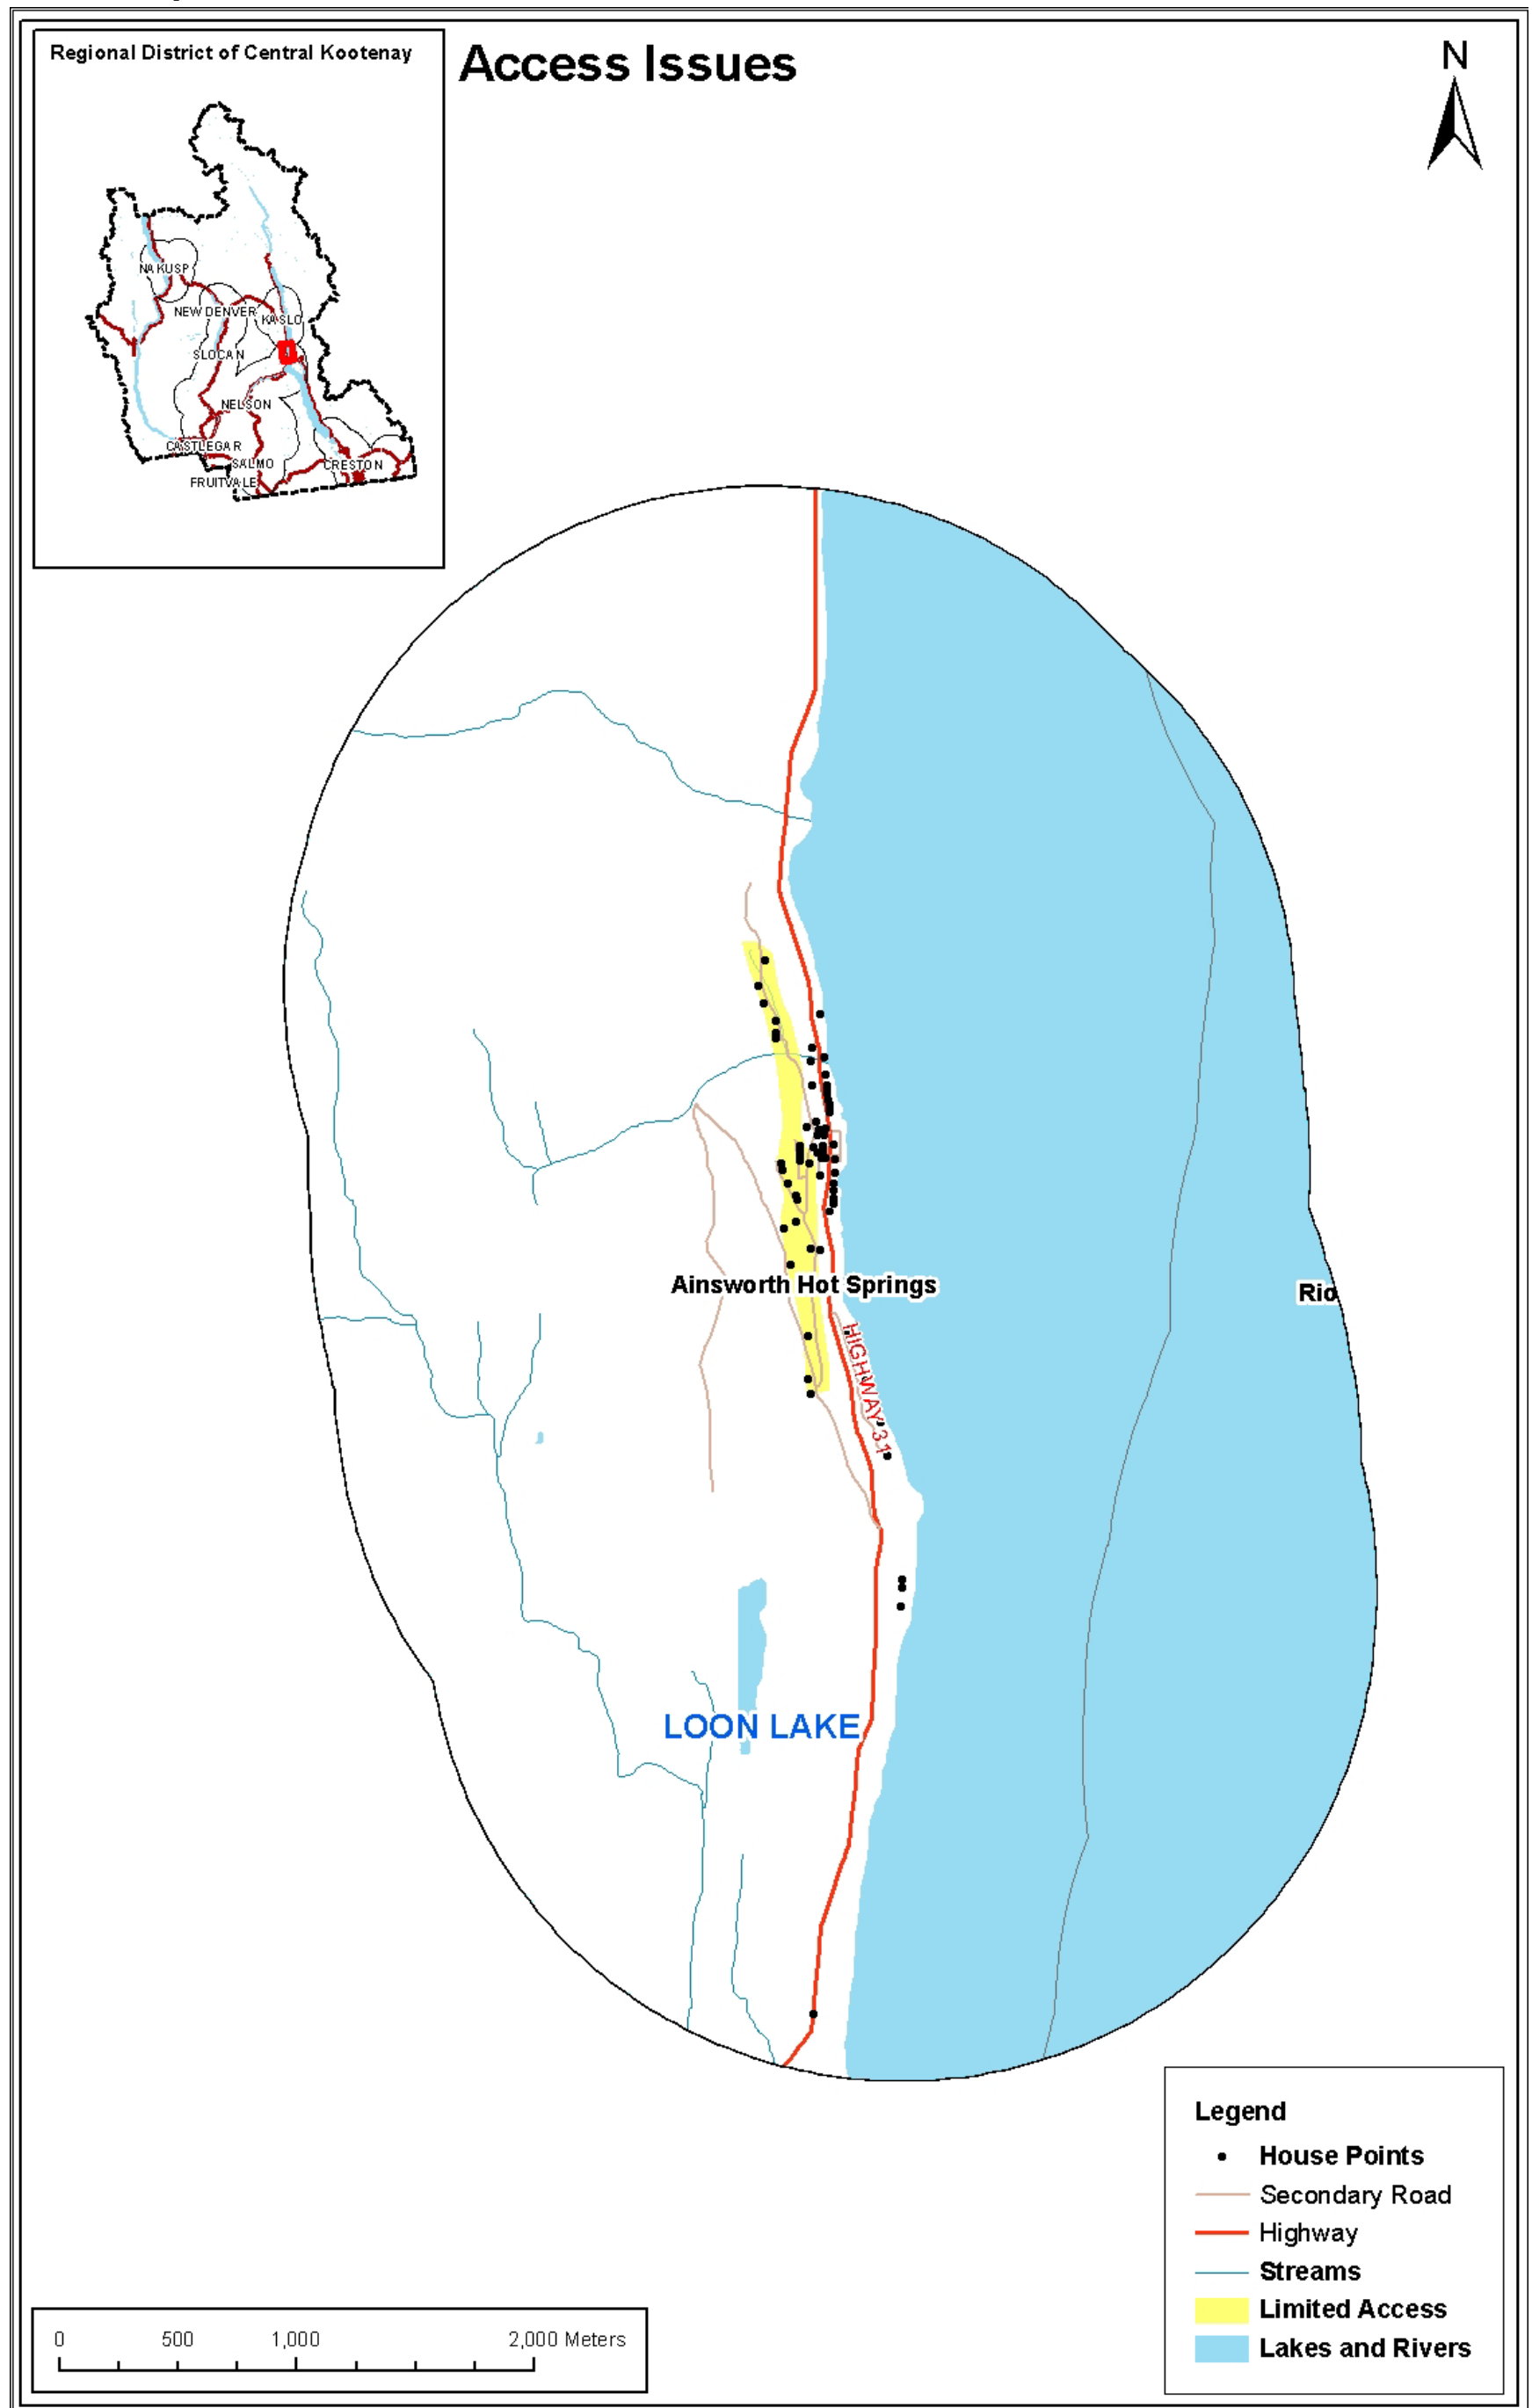 Regional District of Central Kootenay
Access Issues
N
NAKUSP
NEW DENVER
KASLO
SLOCAN
NELSON
CASTLEGAR
SALMO
CRESTON
FRUITVALE
Ainsworth Hot Springs
Rio
HIGHWAY 31
LOON LAKE
Legend
House Points
Secondary Road
Highway
Streams
Limited Access
Lakes and Rivers
0 500 1,000 2,000 Meters